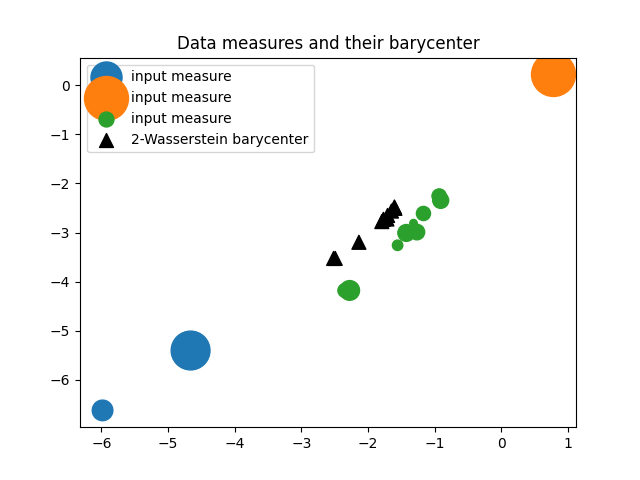 Data measures and their barycenter
input measure
input measure
input measure
2-Wasserstein barycenter
0
−1
−2
−3
−4
−5
−6
−6 −5 −4 −3 −2 −1 0 1